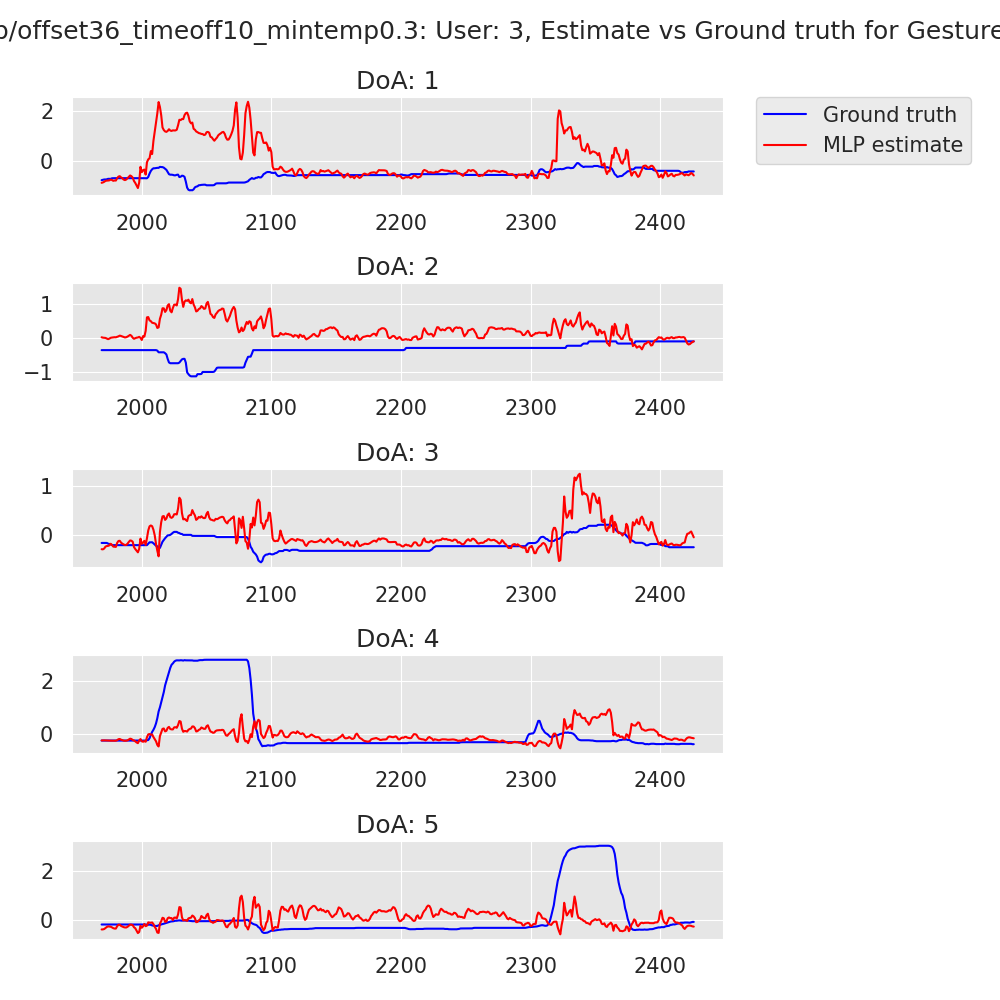 o/offset36_timeoff10_mintemp0.3: User: 3, Estimate vs Ground truth for Gesture
DoA: 1
Ground truth
MLP estimate
2
0
2000 2100 2200 2300 2400
DoA: 2
1
0
−1
2000 2100 2200 2300 2400
DoA: 3
1
0
2000 2100 2200 2300 2400
DoA: 4
2
0
2000 2100 2200 2300 2400
DoA: 5
2
0
2000 2100 2200 2300 2400